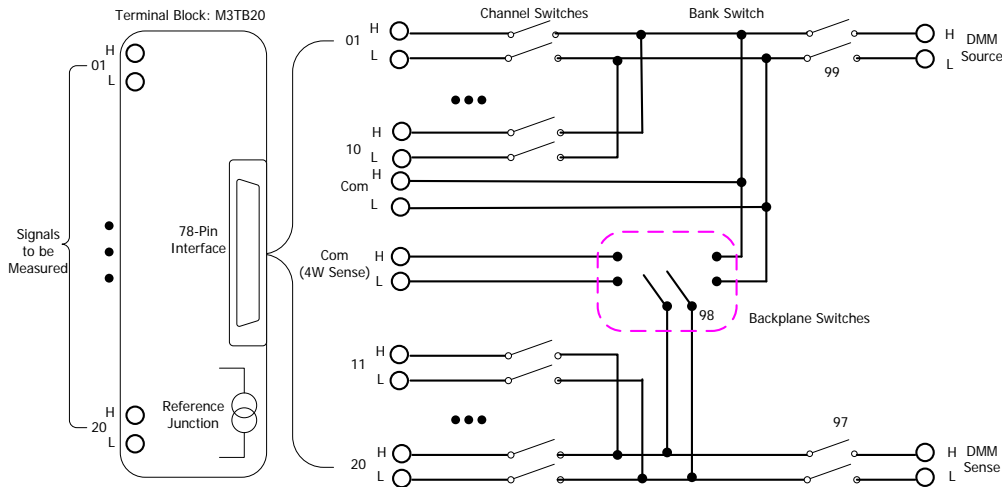 Terminal Block: M3TB20
Channel Switches
Bank Switch
H
01
L
Signals
to be
Measured
78-Pin
Interface
Reference
Junction
H
20
L
01
H
L
10
H
L
Com
H
L
Com
(4W Sense)
H
L
11
H
L
20
H
L
99
H
L
DMM
Source
98
Backplane Switches
97
H
L
DMM
Sense